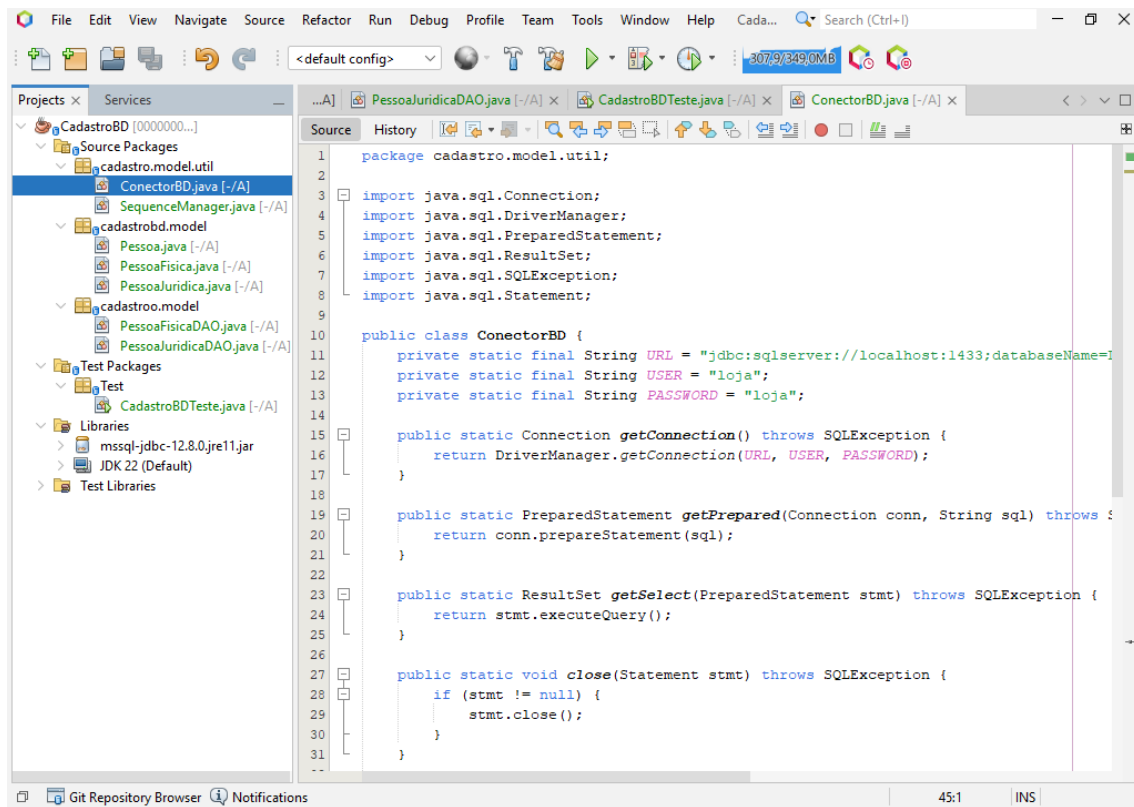 File Edit View Navigate Source Refactor Run Debug Profile Team Tools Window Help Cada... Search (Ctrl+I)
<default config> 307,9/349,0MB
Projects Services
...A] PessoaJuridicaDAO.java [-/A] CadastroBDTeste.java [-/A] ConectorBD.java [-/A]
CadastroBD [0000000...]
Source Packages
cadastro.model.util
ConectorBD.java [-/A]
SequenceManager.java [-/A]
cadastrobd.model
Pessoa.java [-/A]
PessoaFisica.java [-/A]
PessoaJuridica.java [-/A]
cadastroo.model
PessoaFisicaDAO.java [-/A]
PessoaJuridicaDAO.java [-/A]
Test Packages
Test
CadastroBDTeste.java [-/A]
Libraries
mssql-jdbc-12.8.0.jre11.jar
JDK 22 (Default)
Test Libraries
Source History
1 package cadastro.model.util;
2
3 import java.sql.Connection;
4 import java.sql.DriverManager;
5 import java.sql.PreparedStatement;
6 import java.sql.ResultSet;
7 import java.sql.SQLException;
8 import java.sql.Statement;
9
10 public class ConectorBD {
11 private static final String URL = "jdbc:sqlserver://localhost:1433;databaseName=
12 private static final String USER = "loja";
13 private static final String PASSWORD = "loja";
14
15 public static Connection getConnection() throws SQLException {
16 return DriverManager.getConnection(URL, USER, PASSWORD);
17 }
18
19 public static PreparedStatement getPrepared(Connection conn, String sql) throws
20 return conn.prepareStatement(sql);
21 }
22
23 public static ResultSet getSelect(PreparedStatement stmt) throws SQLException {
24 return stmt.executeQuery();
25 }
26
27 public static void close(Statement stmt) throws SQLException {
28 if (stmt != null) {
29 stmt.close();
30 }
31 }
Git Repository Browser Notifications 45:1 INS